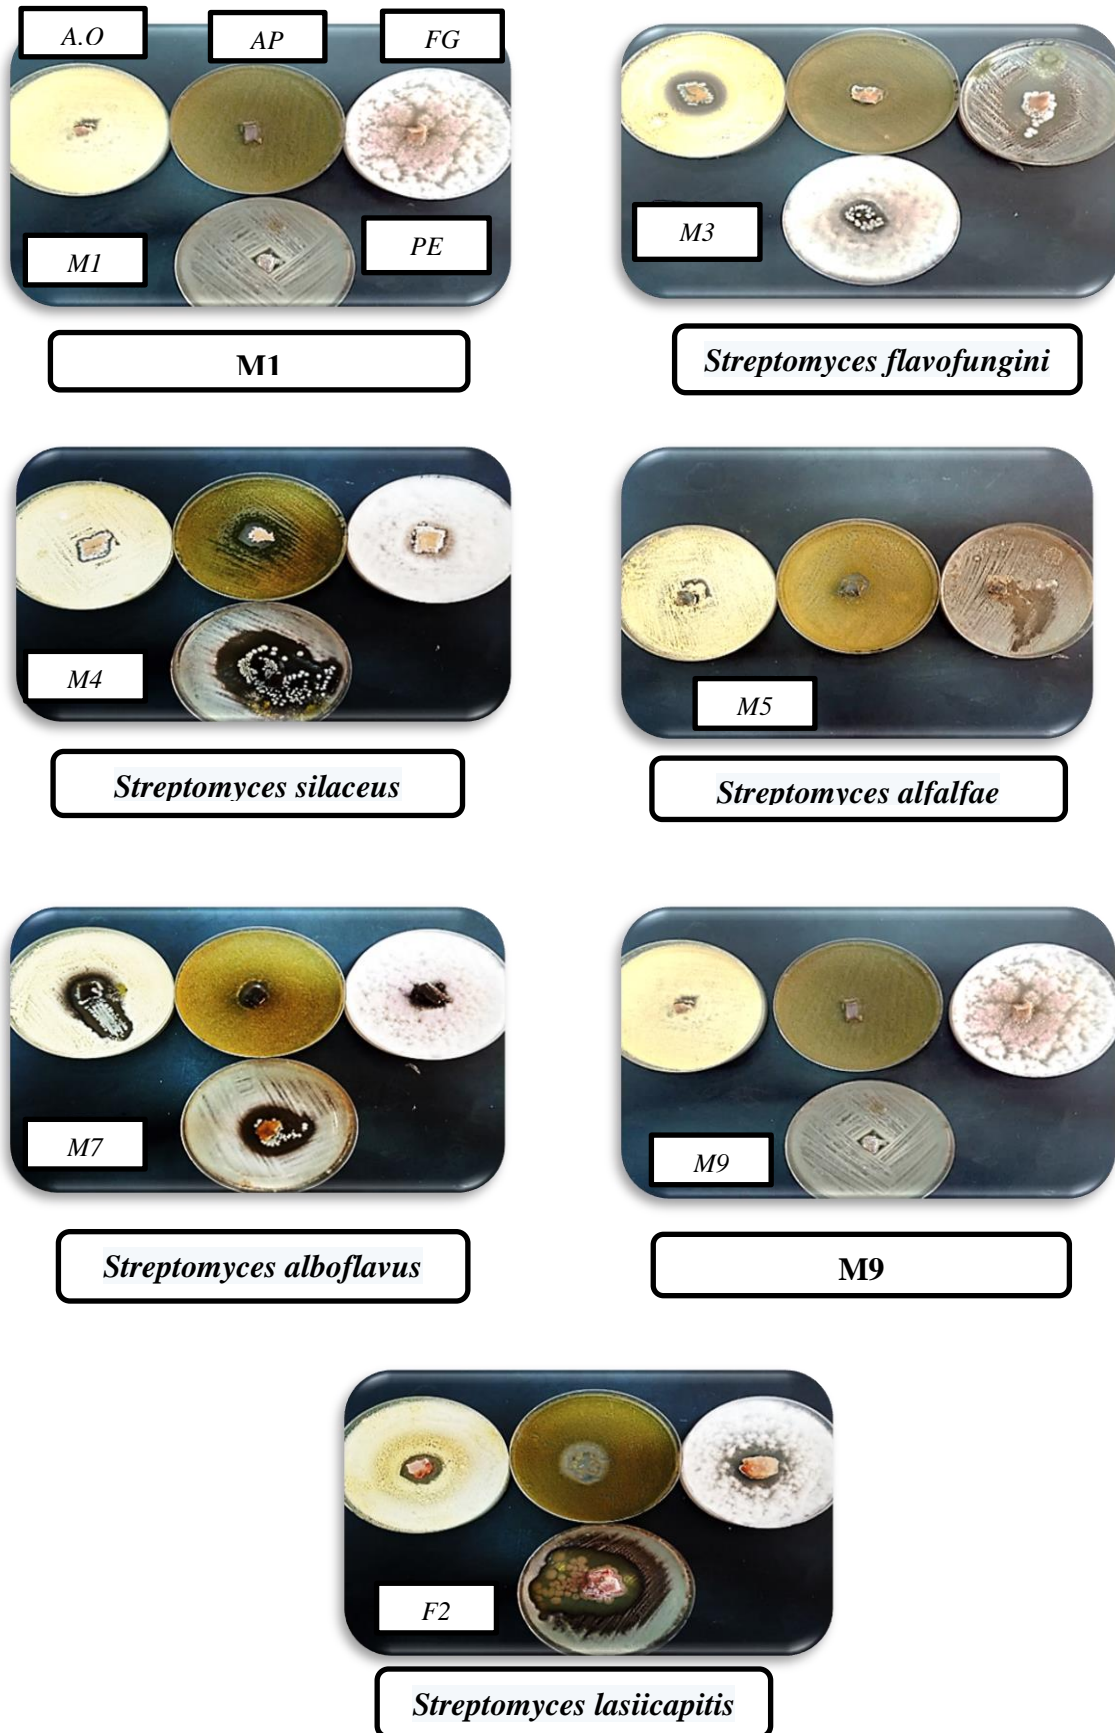 A.O
AP
FG
M1
PE
M1
M3
Streptomyces flavofungini
M4
Streptomyces silaceus
M5
Streptomyces alfalfae
M7
Streptomyces alboflavus
M9
M9
F2
Streptomyces lasiicapitis